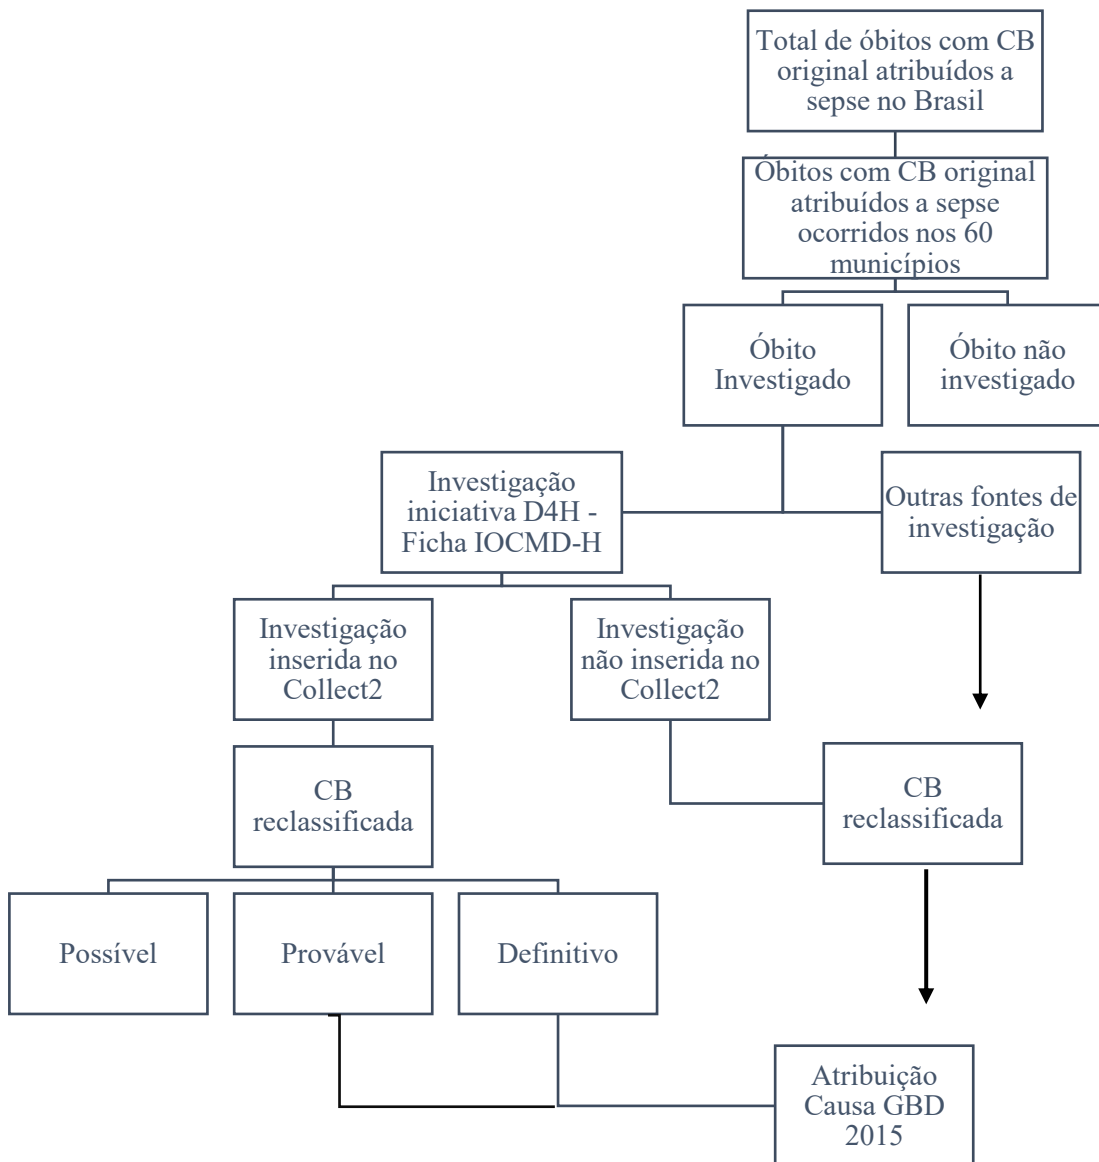 Total de óbitos com CB
original atribuídos a
sepse no Brasil
Óbitos com CB original
atribuídos a sepse
ocorridos nos 60
municípios
Óbito
Investigado
Óbito não
investigado
Investigação
iniciativa D4H -
Ficha IOCMD-H
Outras fontes de
investigação
Investigação
inserida no
Collect2
Investigação
não inserida no
Collect2
CB
reclassificada
CB
reclassificada
Possível
Provável
Definitivo
Atribuição
Causa GBD
2015